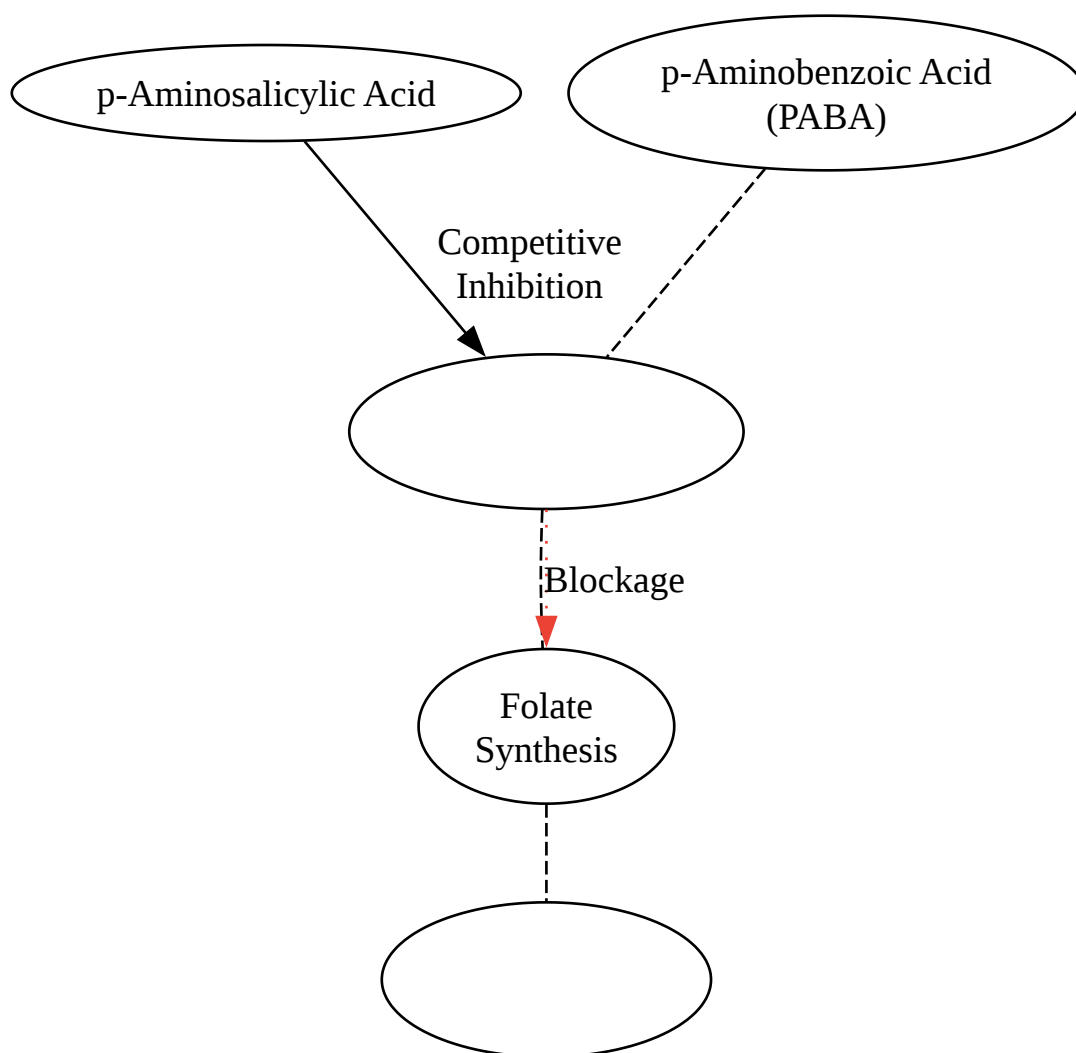 p-Aminosalicylic Acid
p-Aminobenzoic Acid
(PABA)
Competitive
Inhibition
Blockage
Folate
Synthesis